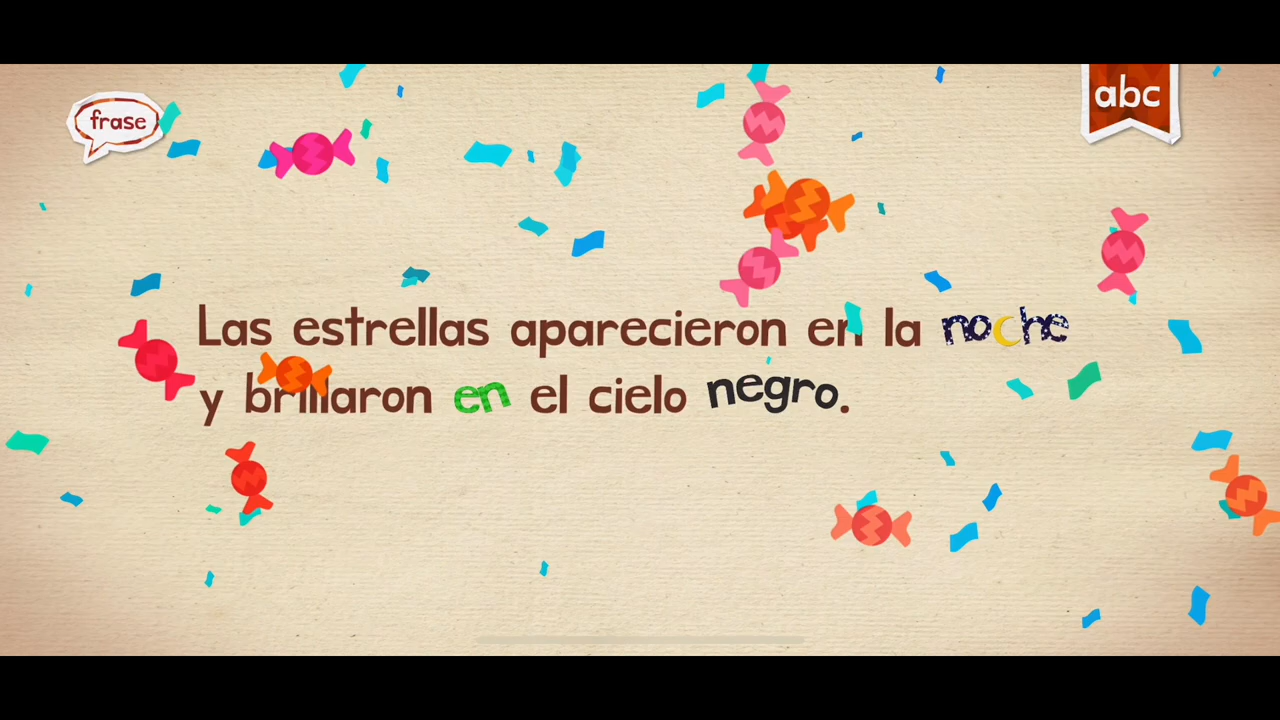 frase
abc
Las estrellas aparecieron en la noche
y brillaron en el cielo negro.